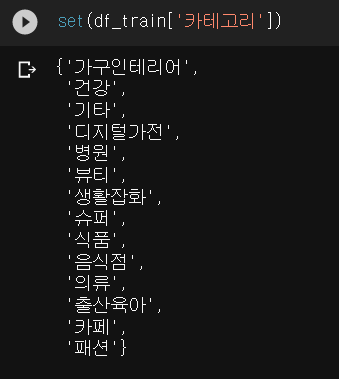 set(df_train['카테고리'])
{'가구인테리어',
'건강',
'기타',
'디지털가전',
'병원',
'뷰티',
'생활잡화',
'슈퍼',
'식품',
'음식점',
'의류',
'출산육아',
'카페',
'패션'}